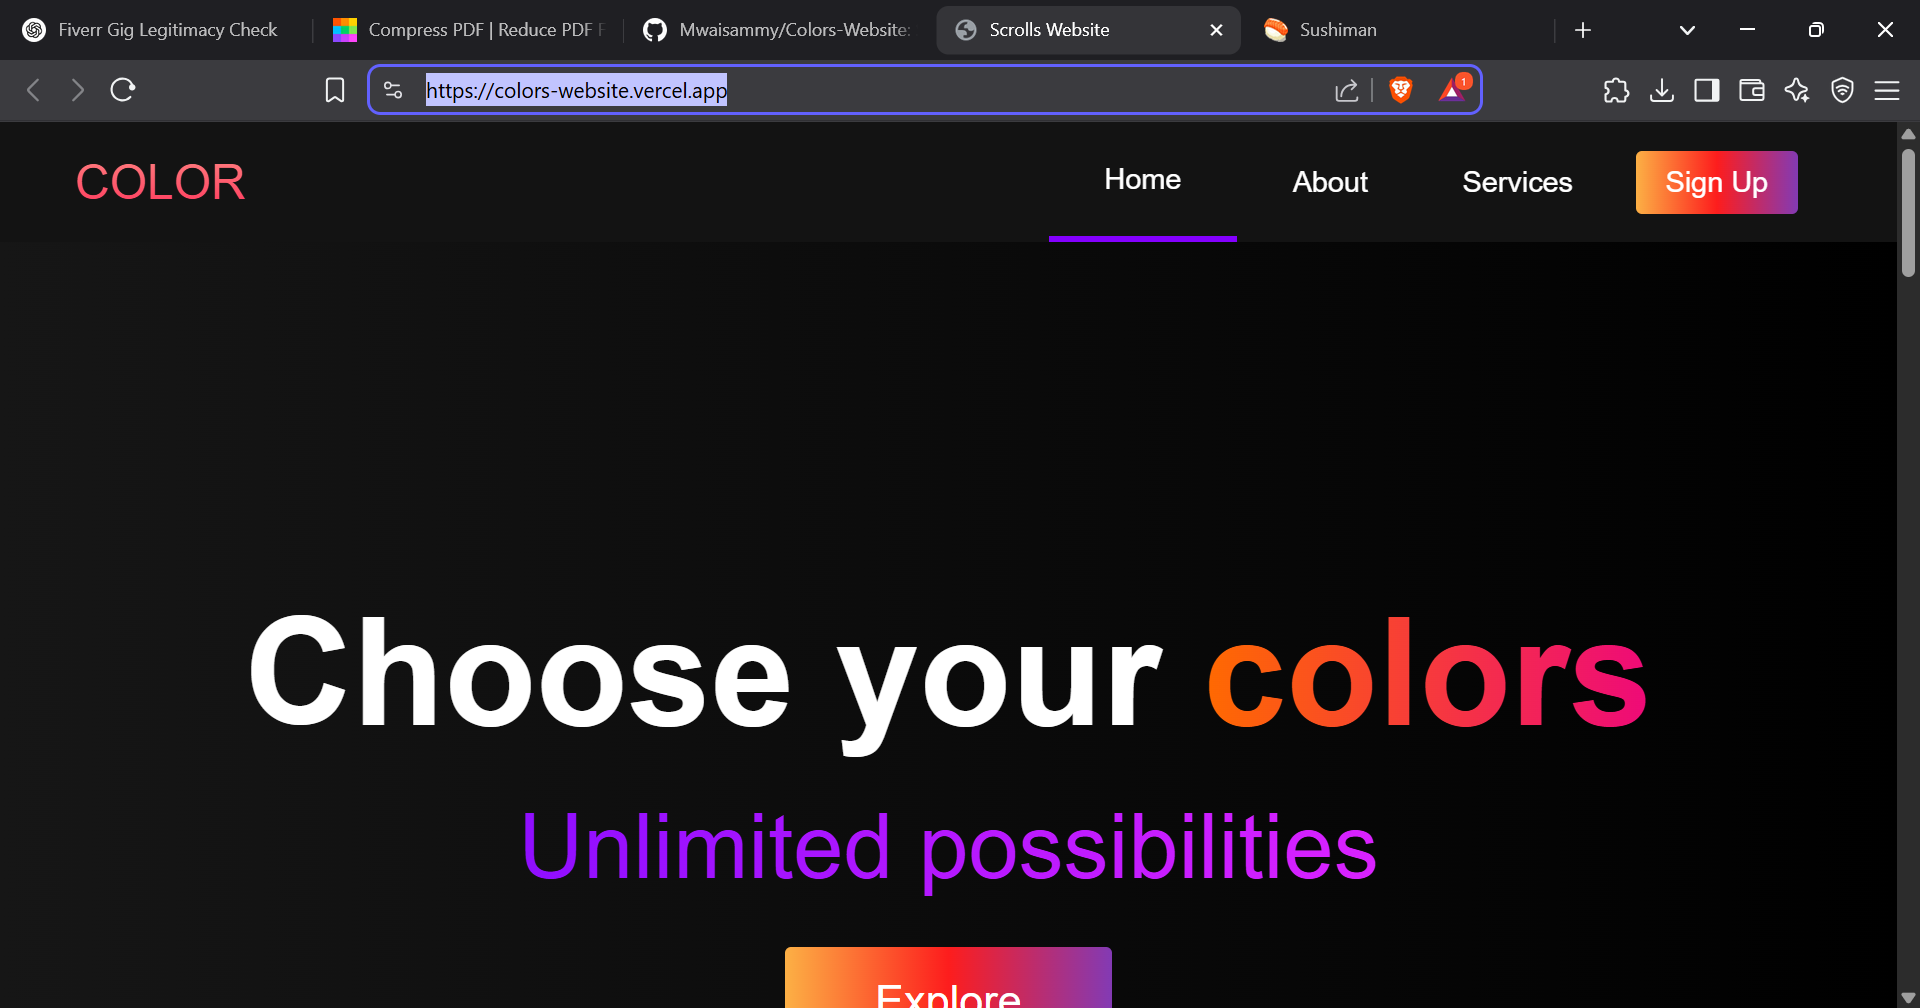 Fiverr Gig Legitimacy Check
Compress PDF | Reduce PDF F
Mwaisammy/Colors-Website:
Scrolls Website
Sushiman
https://colors-website.vercel.app
1
COLOR
Home
About
Services
Sign Up
Choose your colors
Unlimited possibilities
Explore